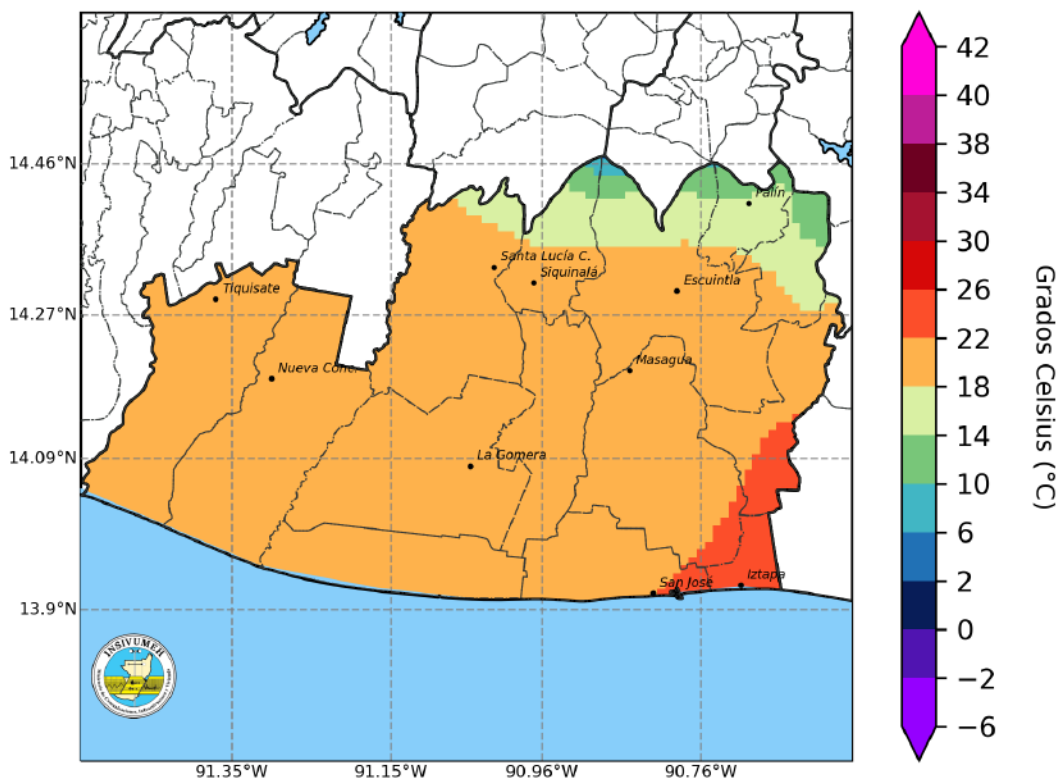 14.46°N
14.27°N
14.09°N
13.9°N
91.35°W
91.15°W
90.96°W
90.76°W
Palín
Santa Lucía C.
Siquinalá
Escuintla
Tiquisate
Nueva Conc.
Masagua
La Gomera
San José
Iztapa
INSIVUMEH
42
40
38
34
30
26
22
18
14
10
6
2
0
−2
−6
Grados Celsius (°C)